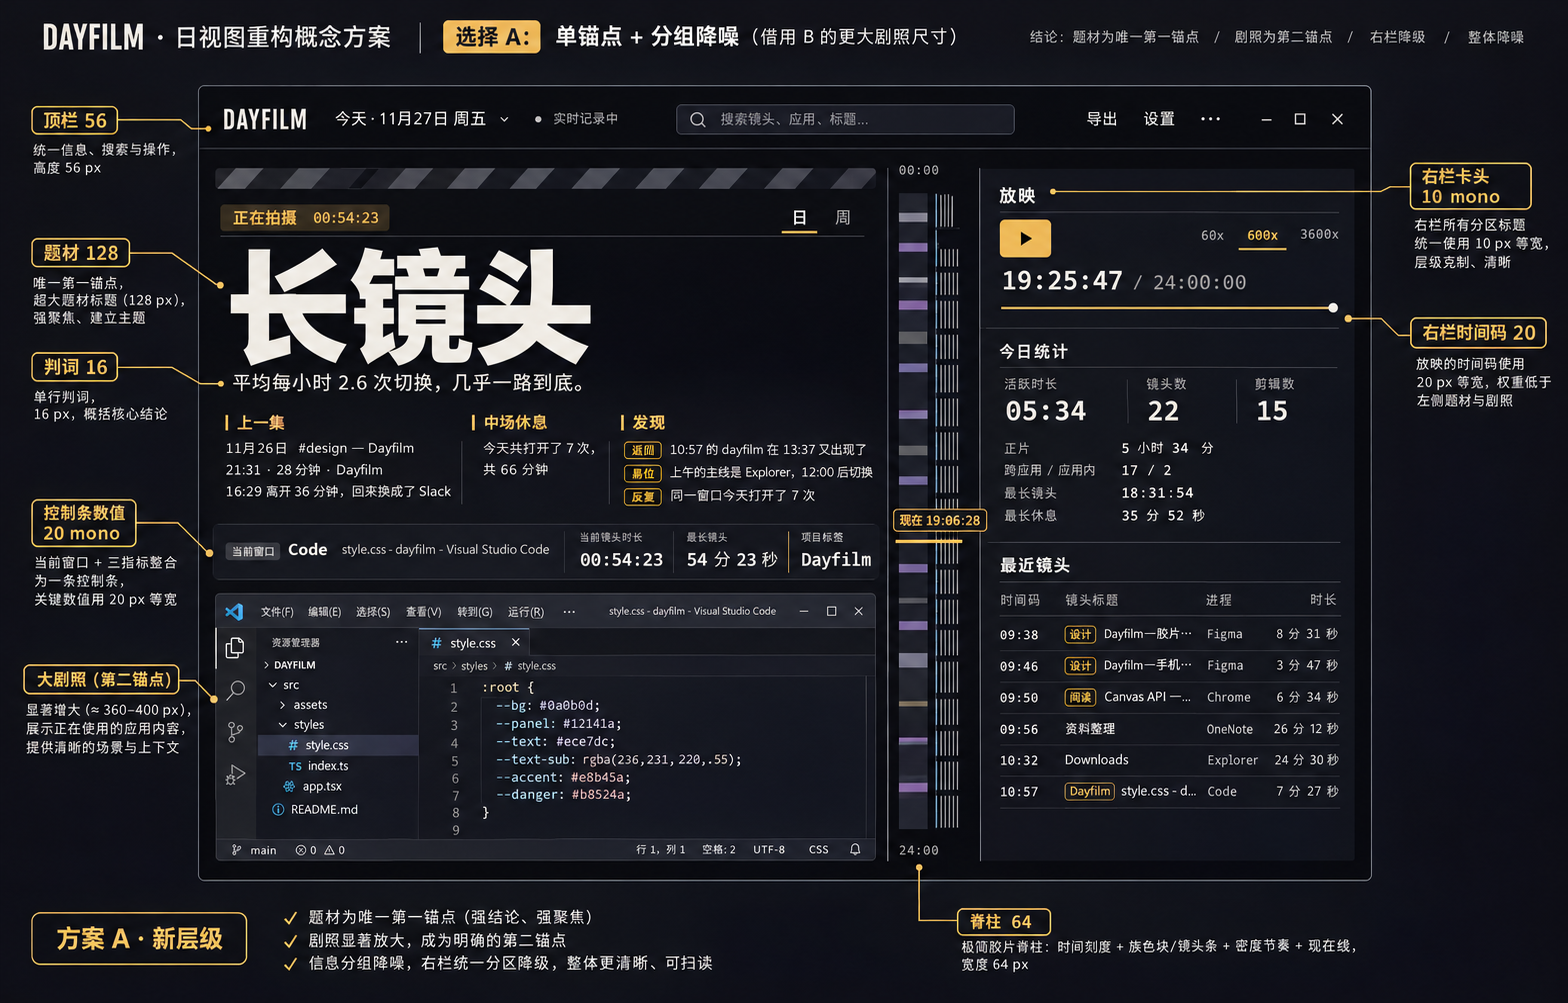 DAYFILM · 日视图重构概念方案
选择 A: 单锚点 + 分组降噪（借用 B 的更大剧照尺寸）
结论：题材为唯一第一锚点 / 剧照为第二锚点 / 右栏降级 / 整体降噪
顶栏 56
统一信息、搜索与操作，
高度 56 px
题材 128
唯一第一锚点，
超大题材标题（128 px），
强聚焦、建立主题
判词 16
单行判词，
16 px，概括核心结论
控制条数值
20 mono
当前窗口 + 三指标整合
为一条控制条，
关键数值用 20 px 等宽
大剧照（第二锚点）
显著增大（≈ 360–400 px），
展示正在使用的应用内容，
提供清晰的场景与上下文
DAYFILM 今天 · 11月27日 周五 实时记录中
搜索镜头、应用、标题...
导出 设置 ···
正在拍摄 00:54:23
日 周
长镜头
平均每小时 2.6 次切换，几乎一路到底。
上一集
11月26日 #design — Dayfilm
21:31 · 28 分钟 · Dayfilm
16:29 离开 36 分钟，回来换成了 Slack
中场休息
今天共打开了 7 次，
共 66 分钟
发现
10:57 的 dayfilm 在 13:37 又出现了
上午的主线是 Explorer，12:00 后切换
反复 同一窗口今天打开了 7 次
当前窗口 Code style.css - dayfilm - Visual Studio Code
当前镜头时长
00:54:23
最长镜头
54 分 23 秒
项目标签
Dayfilm
文件(F) 编辑(E) 选择(S) 查看(V) 转到(G) 运行(R) ··· style.css - dayfilm - Visual Studio Code
资源管理器 ···
DAYFILM
src
assets
styles
# style.css
TS index.ts
app.tsx
README.md
# style.css
src > styles > # style.css
1 :root {
2 --bg: #0a0b0d;
3 --panel: #12141a;
4 --text: #ece7dc;
5 --text-sub: rgba(236,231,220,.55);
6 --accent: #e8b45a;
7 --danger: #b8524a;
8 }
9
main 0 0 行 1，列 1 空格: 2 UTF-8 CSS
00:00
现在 19:06:28
24:00
放映
60x 600x 3600x
19:25:47 / 24:00:00
今日统计
活跃时长 镜头数 剪辑数
05:34 22 15
正片 5 小时 34 分
跨应用 / 应用内 17 / 2
最长镜头 18:31:54
最长休息 35 分 52 秒
最近镜头
时间码 镜头标题 进程 时长
09:38 设计 Dayfilm—胶片··· Figma 8 分 31 秒
09:46 设计 Dayfilm—手机··· Figma 3 分 47 秒
09:50 Canvas API —... Chrome 6 分 34 秒
09:56 资料整理 OneNote 26 分 12 秒
10:32 Downloads Explorer 24 分 30 秒
10:57 Dayfilm style.css - d... Code 7 分 27 秒
右栏卡头
10 mono
右栏所有分区标题
统一使用 10 px 等宽，
层级克制、清晰
右栏时间码 20
放映的时间码使用
20 px 等宽，权重低于
左侧题材与剧照
脊柱 64
极简胶片脊柱：时间刻度 + 族色块/镜头条 + 密度节奏 + 现在线，
宽度 64 px
方案 A · 新层级
题材为唯一第一锚点（强结论、强聚焦）
剧照显著放大，成为明确的第二锚点
信息分组降噪，右栏统一分区降级，整体更清晰、可扫读